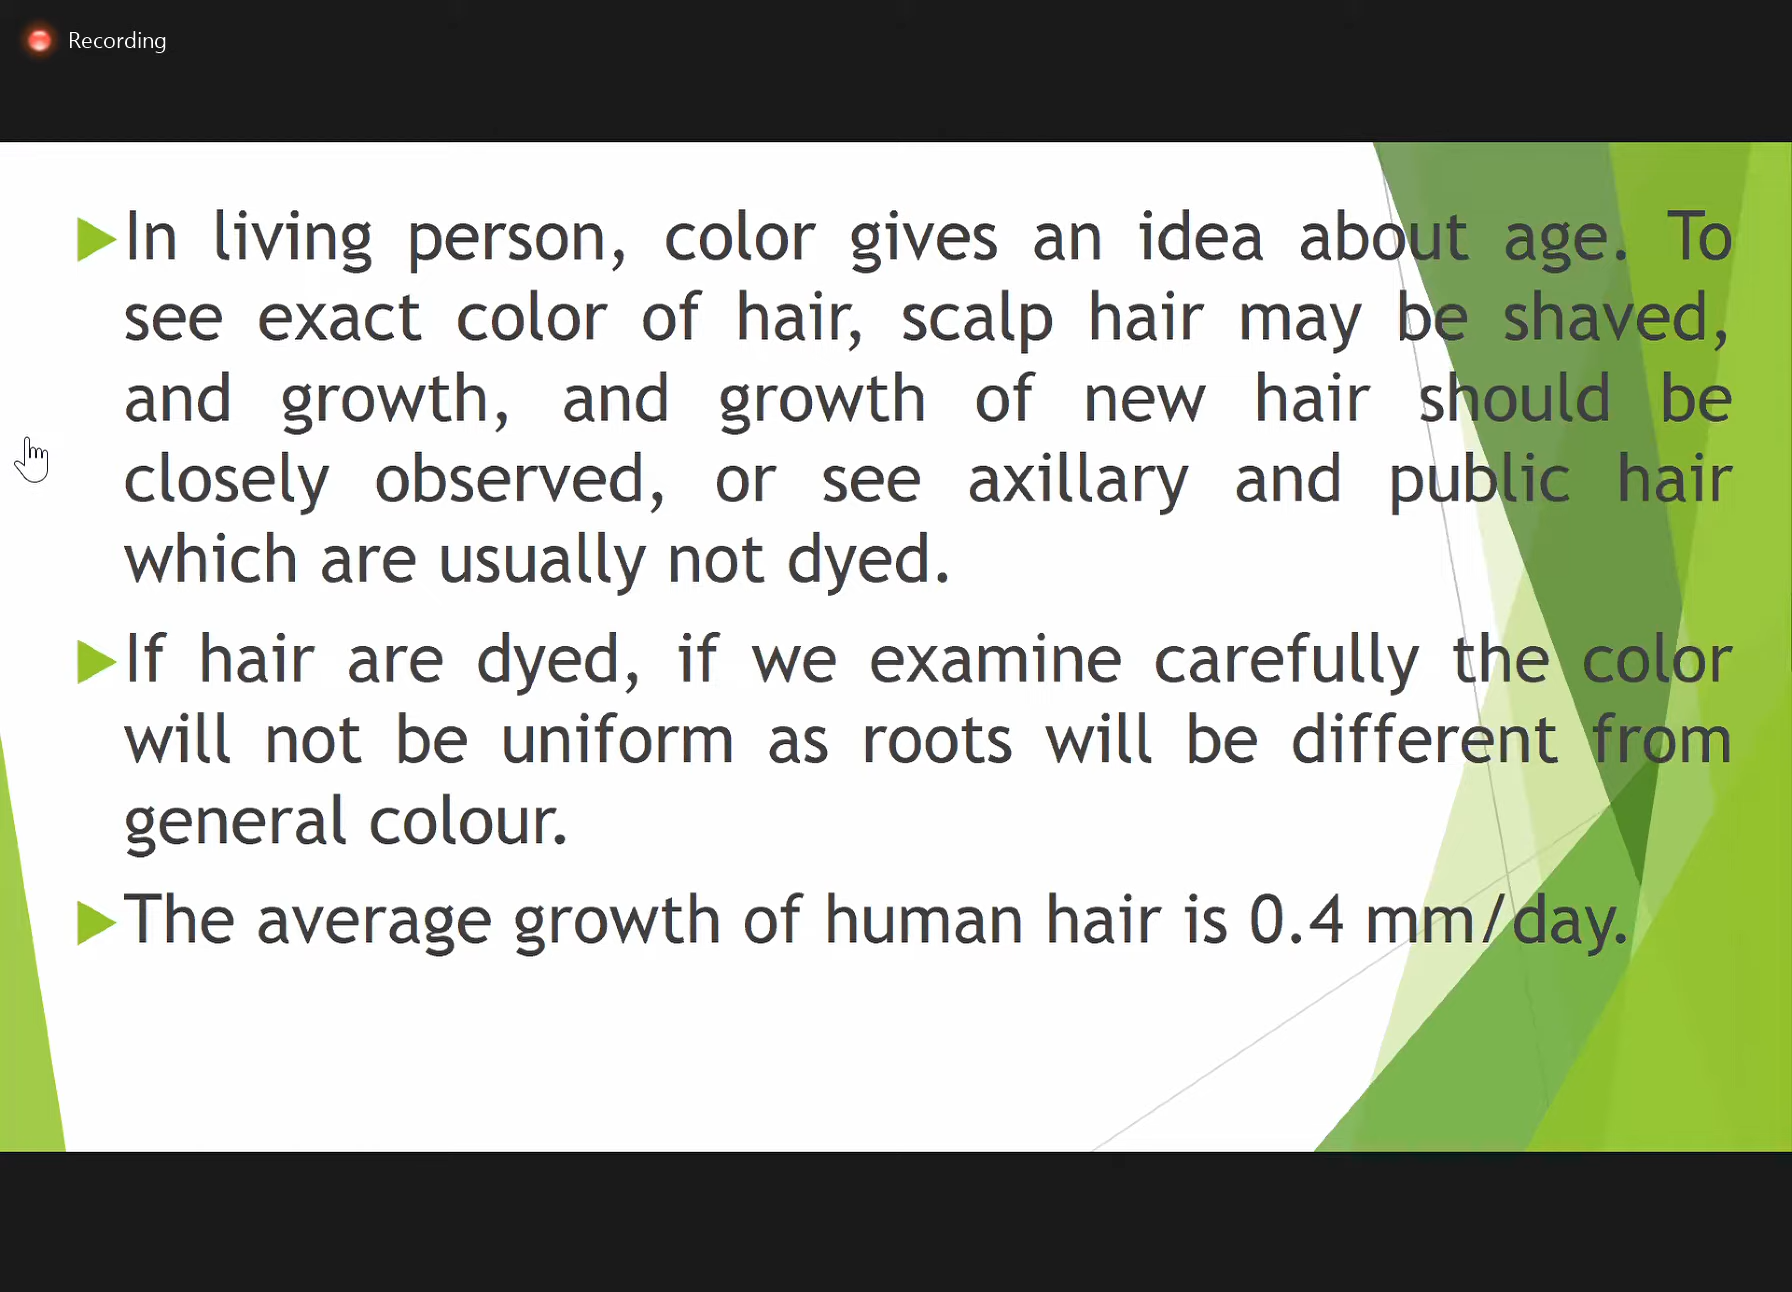 Recording
In living person, color gives an idea about age. To
see exact color of hair, scalp hair may be shaved,
and growth, and growth of new hair should be
closely observed, or see axillary and public hair
which are usually not dyed.
If hair are dyed, if we examine carefully the color
will not be uniform as roots will be different from
general colour.
The average growth of human hair is 0.4 mm/day.